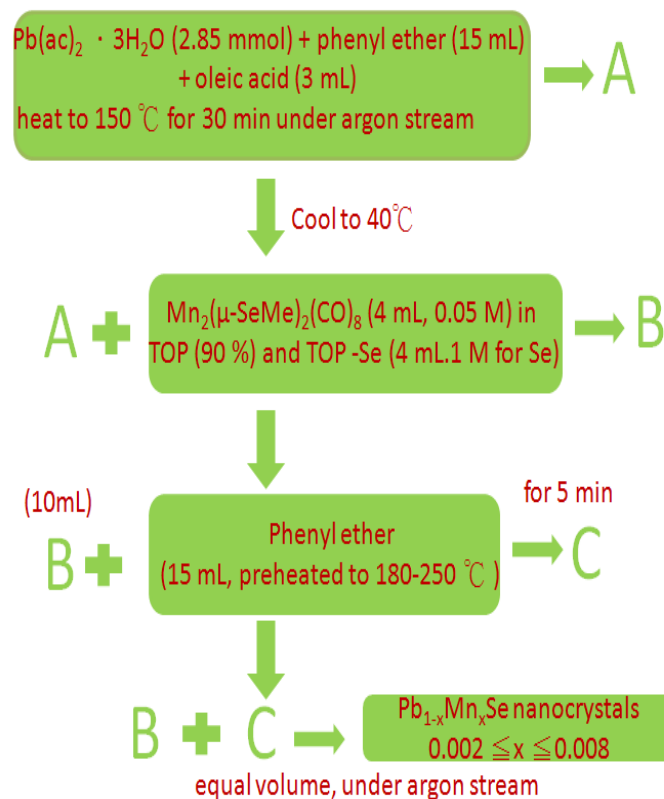 Pb(ac)₂ · 3H₂O (2.85 mmol) + phenyl ether (15 mL)
+ oleic acid (3 mL)
heat to 150 ℃ for 30 min under argon stream
A
Cool to 40℃
A +
Mn₂(μ-SeMe)₂(CO)₈ (4 mL, 0.05 M) in
TOP (90 %) and TOP -Se (4 mL.1 M for Se)
B
(10mL)
B +
Phenyl ether
(15 mL, preheated to 180-250 ℃ )
for 5 min
C
B + C
Pb₁₋ₓMnₓSe nanocrystals
0.002 ≦x ≦0.008
equal volume, under argon stream